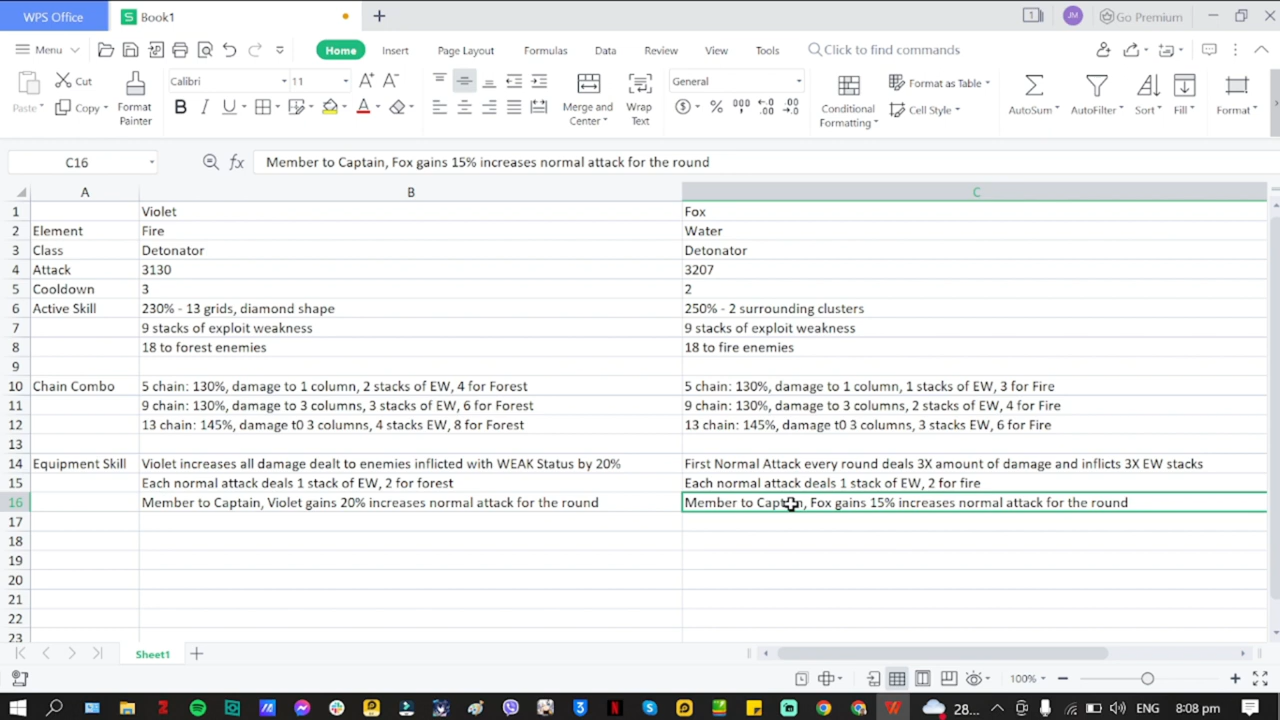 WPS Office
Book1
JM
Go Premium
Menu
Home
Insert
Page Layout
Formulas
Data
Review
View
Tools
Click to find commands
Paste
Cut
Copy
Format Painter
Calibri
11
Merge and Center
Wrap Text
General
Conditional Formatting
Format as Table
Cell Style
AutoSum
AutoFilter
Sort
Fill
Format
C16
Member to Captain, Fox gains 15% increases normal attack for the round
A B C
1 Violet Fox
2 Element Fire Water
3 Class Detonator Detonator
4 Attack 3130 3207
5 Cooldown 3 2
6 Active Skill 230% - 13 grids, diamond shape 250% - 2 surrounding clusters
7 9 stacks of exploit weakness 9 stacks of exploit weakness
8 18 to forest enemies 18 to fire enemies
9
10 Chain Combo 5 chain: 130%, damage to 1 column, 2 stacks of EW, 4 for Forest 5 chain: 130%, damage to 1 column, 1 stacks of EW, 3 for Fire
11 9 chain: 130%, damage to 3 columns, 3 stacks of EW, 6 for Forest 9 chain: 130%, damage to 3 columns, 2 stacks of EW, 4 for Fire
12 13 chain: 145%, damage t0 3 columns, 4 stacks EW, 8 for Forest 13 chain: 145%, damage t0 3 columns, 3 stacks EW, 6 for Fire
13
14 Equipment Skill Violet increases all damage dealt to enemies inflicted with WEAK Status by 20% First Normal Attack every round deals 3X amount of damage and inflicts 3X EW stacks
15 Each normal attack deals 1 stack of EW, 2 for forest Each normal attack deals 1 stack of EW, 2 for fire
16 Member to Captain, Violet gains 20% increases normal attack for the round Member to Captain, Fox gains 15% increases normal attack for the round
17
18
19
20
21
22
23
Sheet1
100%
28...
ENG
8:08 pm